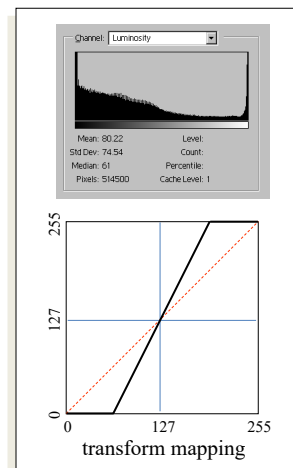 Channel: Luminosity
Mean: 80.22 Level:
Std Dev: 74.54 Count:
Median: 61 Percentile:
Pixels: 514500 Cache Level: 1
255
127
0
0 127 255
transform mapping